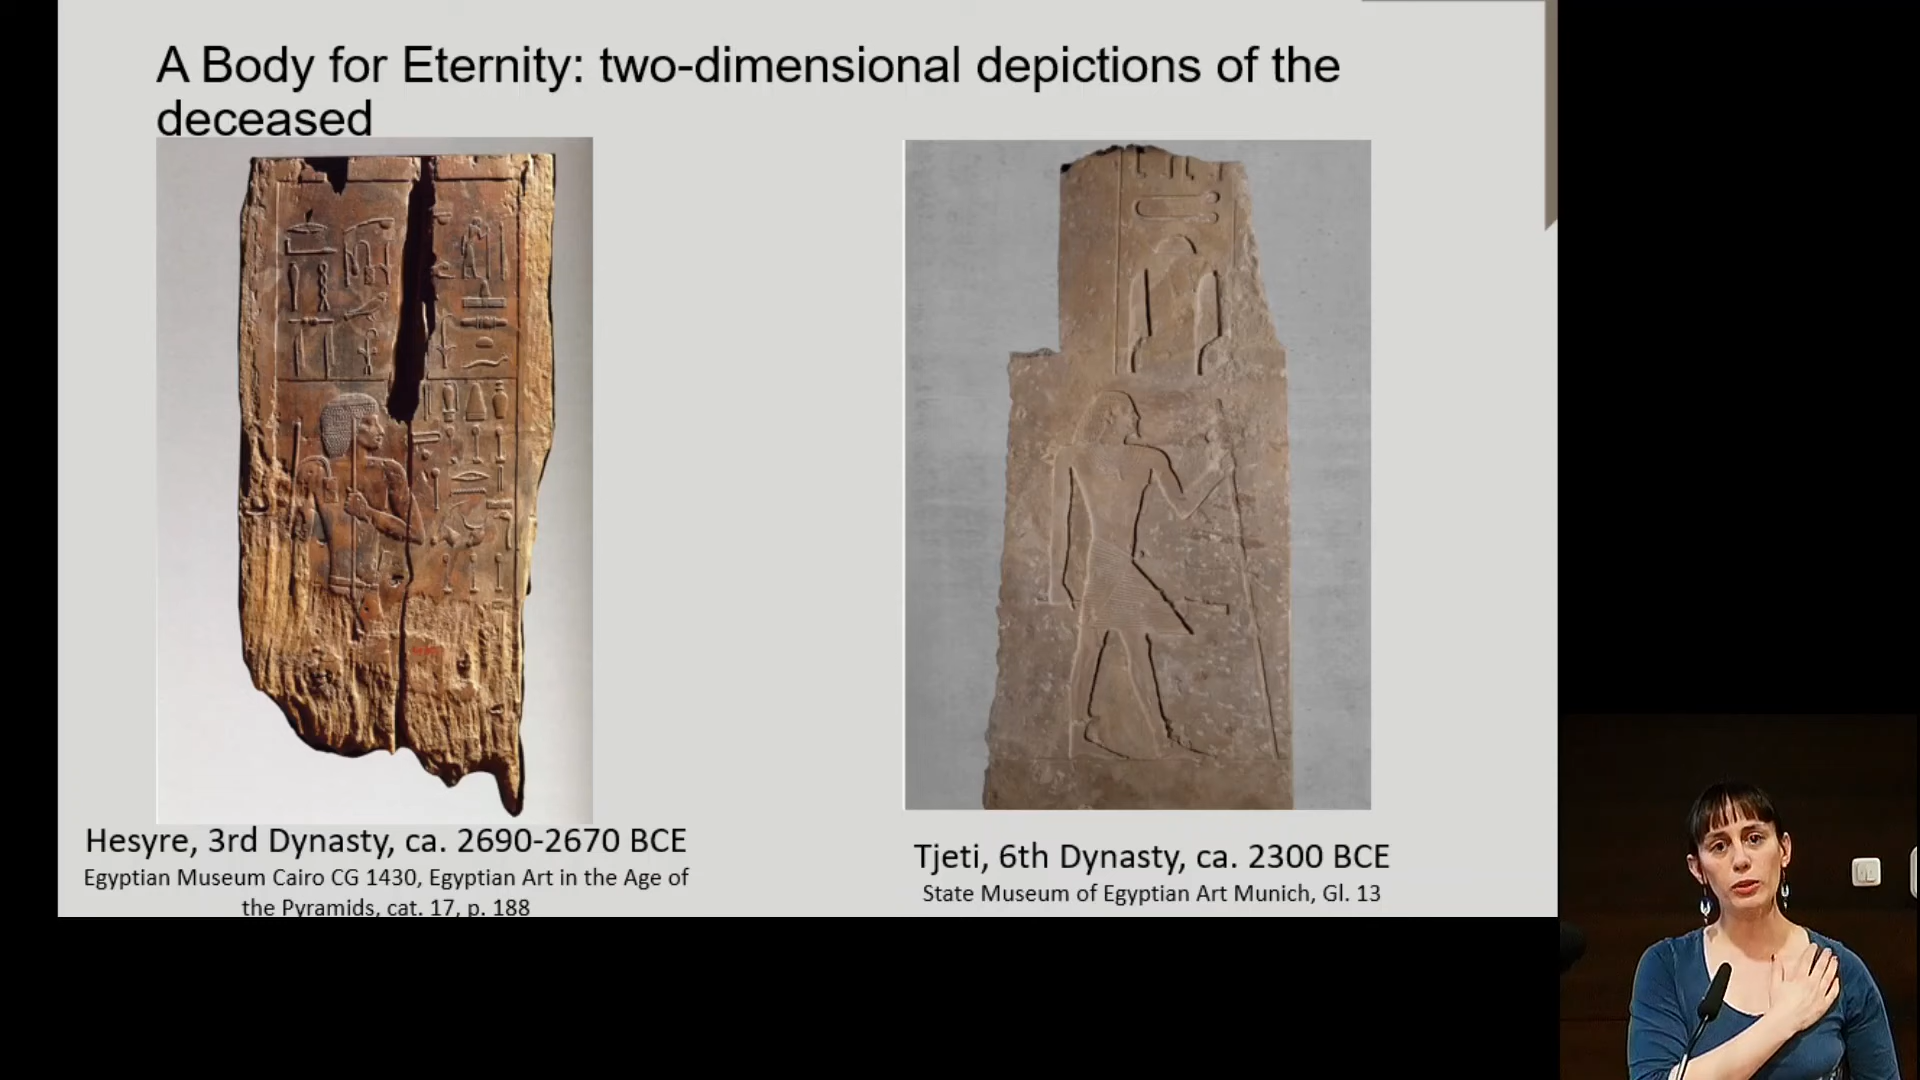 A Body for Eternity: two-dimensional depictions of the
deceased
Hesyre, 3rd Dynasty, ca. 2690-2670 BCE
Egyptian Museum Cairo CG 1430, Egyptian Art in the Age of
the Pyramids, cat. 17, p. 188
Tjeti, 6th Dynasty, ca. 2300 BCE
State Museum of Egyptian Art Munich, Gl. 13